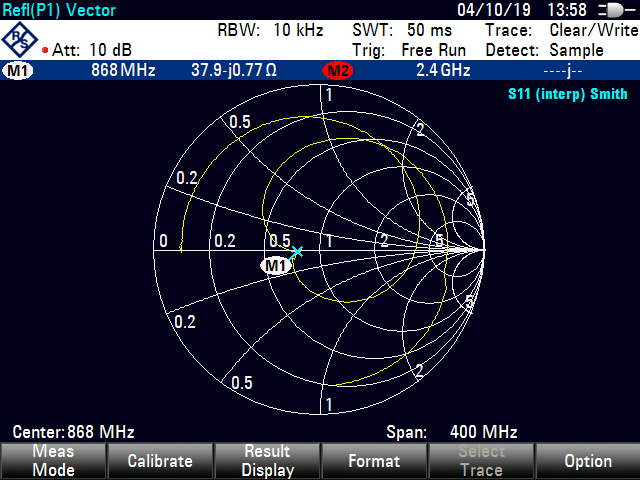 Refl(P1) Vector 04/10/19 13:58
RBW: 10 kHz SWT: 50 ms Trace: Clear/Write
R&S Att: 10 dB Trig: Free Run Detect: Sample
M1 868 MHz 37.9-j0.77 Ω M2 2.4 GHz ----j--
S11 (interp) Smith
1
0.5 2
0.2 5
0 0.2 0.5 1 2 5
M1
5
0.2
2
0.5
1
Center: 868 MHz Span: 400 MHz
Meas Mode Calibrate Result Display Format Select Trace Option